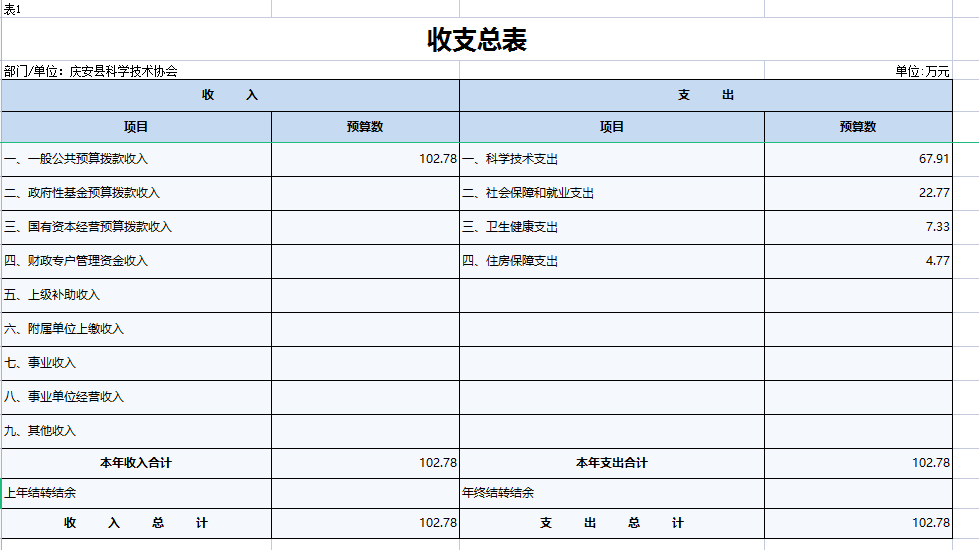 表1
收支总表
部门/单位：庆安县科学技术协会 单位:万元
收 入 支 出
项目 预算数 项目 预算数
一、一般公共预算拨款收入 102.78 一、科学技术支出 67.91
二、政府性基金预算拨款收入 二、社会保障和就业支出 22.77
三、国有资本经营预算拨款收入 三、卫生健康支出 7.33
四、财政专户管理资金收入 四、住房保障支出 4.77
五、上级补助收入
六、附属单位上缴收入
七、事业收入
八、事业单位经营收入
九、其他收入
本年收入合计 102.78 本年支出合计 102.78
上年结转结余 年终结转结余
收 入 总 计 102.78 支 出 总 计 102.78